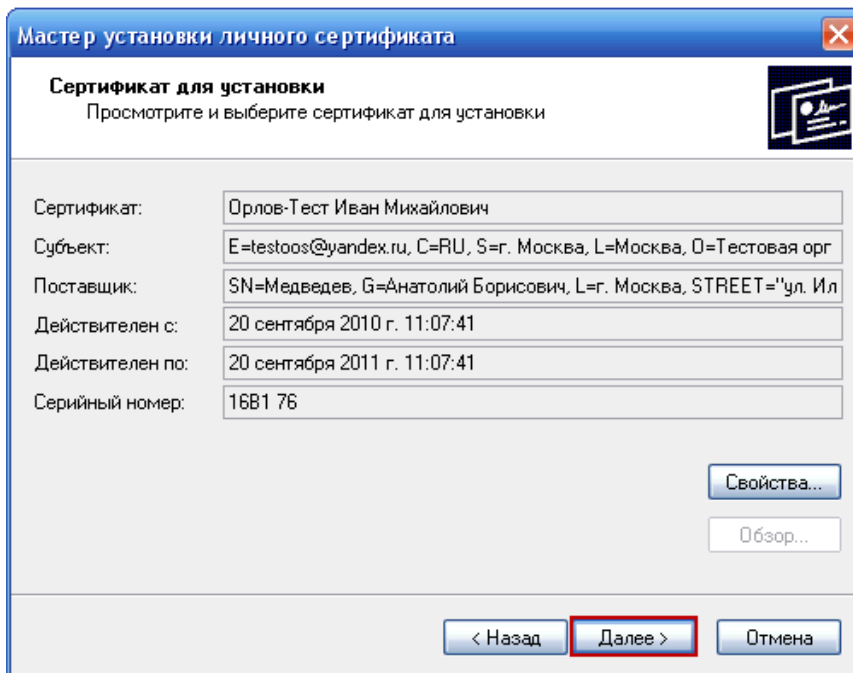 Мастер установки личного сертификата
Сертификат для установки
Просмотрите и выберите сертификат для установки
Сертификат: Орлов-Тест Иван Михайлович
Субъект: E=testoos@yandex.ru, C=RU, S=г. Москва, L=Москва, O=Тестовая орг
Поставщик: SN=Медведев, G=Анатолий Борисович, L=г. Москва, STREET="ул. Ил
Действителен с: 20 сентября 2010 г. 11:07:41
Действителен по: 20 сентября 2011 г. 11:07:41
Серийный номер: 16B1 76
Свойства...
Обзор...
< Назад Далее > Отмена